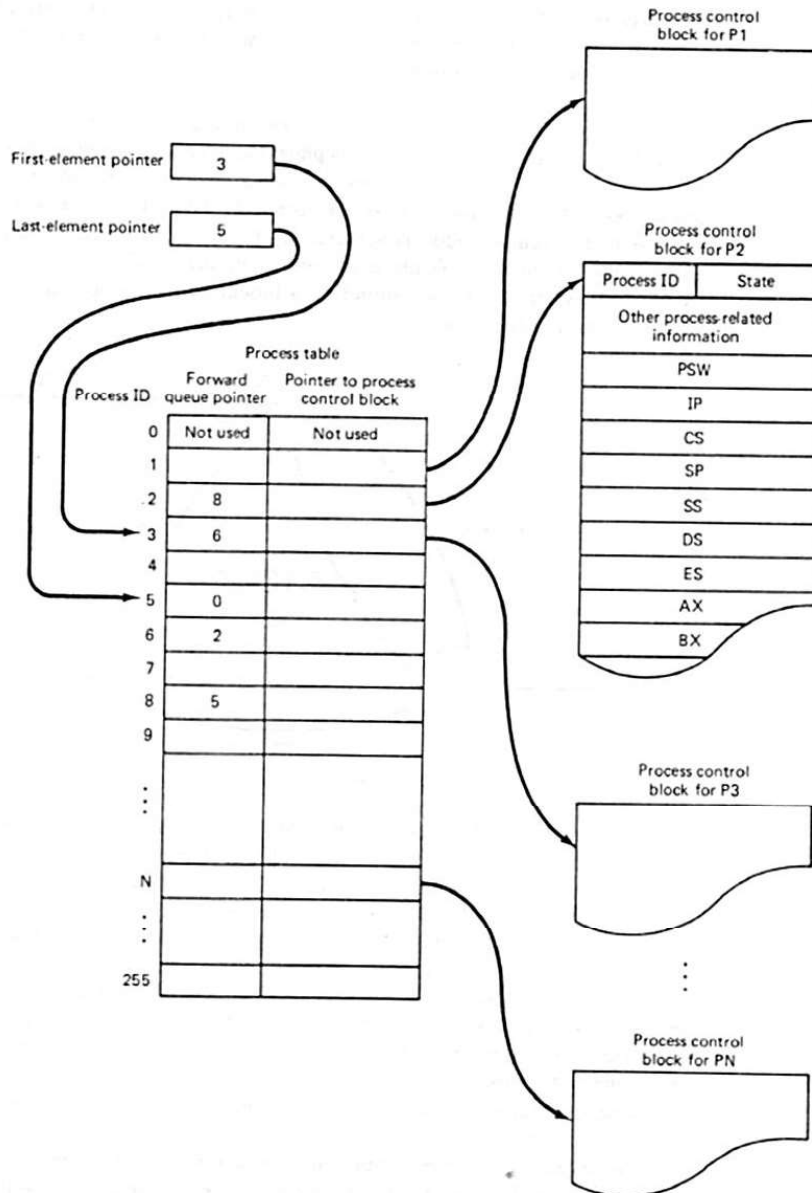 Process control
block for P1
First-element pointer
3
Last-element pointer
5
Process control
block for P2
Process ID
State
Other process-related
information
PSW
IP
CS
SP
SS
DS
ES
AX
BX
Process table
Process ID
Forward
queue pointer
Pointer to process
control block
0 Not used Not used
1
2 8
3 6
4
5 0
6 2
7
8 5
9
⋮
N
⋮
255
Process control
block for P3
⋮
Process control
block for PN